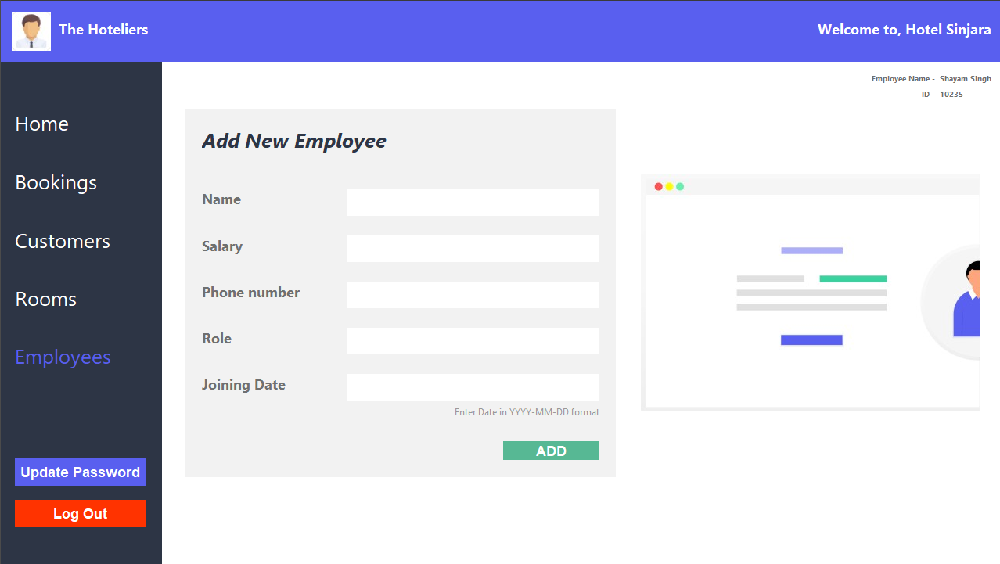 The Hoteliers
Welcome to, Hotel Sinjara
Employee Name - Shayam Singh
ID - 10235
Home
Bookings
Customers
Rooms
Employees
Update Password
Log Out
Add New Employee
Name
Salary
Phone number
Role
Joining Date
Enter Date in YYYY-MM-DD format
ADD